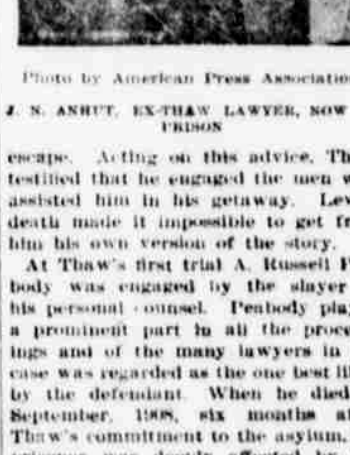 Photo by American Press Association
J. N. ANHUT, EX-THAW LAWYER, NOW
PRISON
escape. Acting on this advice, Th
testified that he engaged the men w
assisted him in his getaway. Lev
death made it impossible to get fr
him his own version of the story.
At Thaw's first trial A. Russell P
body was engaged by the slayer
his personal counsel. Peabody play
a prominent part in all the proce
ings and of the many lawyers in
case was regarded as the one best li
by the defendant. When he died
September, 1908, six months af
Thaw's commitment to the asylum,